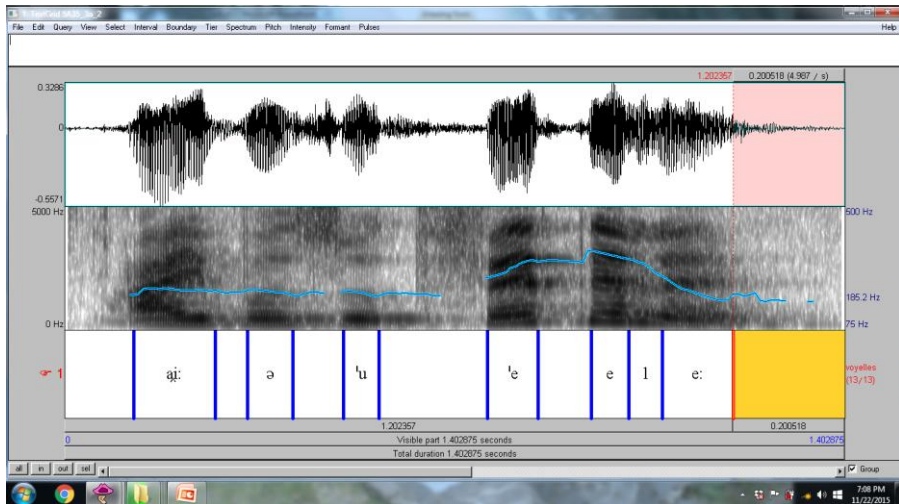 File Edit Query View Select Interval Boundary Tier Spectrum Pitch Intensity Formant Pulses Help
1.202357 0.200518 (4.987 / s)
0.3286
0
-0.5571
5000 Hz 500 Hz
185.2 Hz
0 Hz 75 Hz
1 ai̯ː ə ˈu ˈe e l eː voyelles
(13/13)
1.202357 0.200518
0 Visible part 1.402875 seconds 1.402875
Total duration 1.402875 seconds
all in out sel Group
7:08 PM
11/22/2015